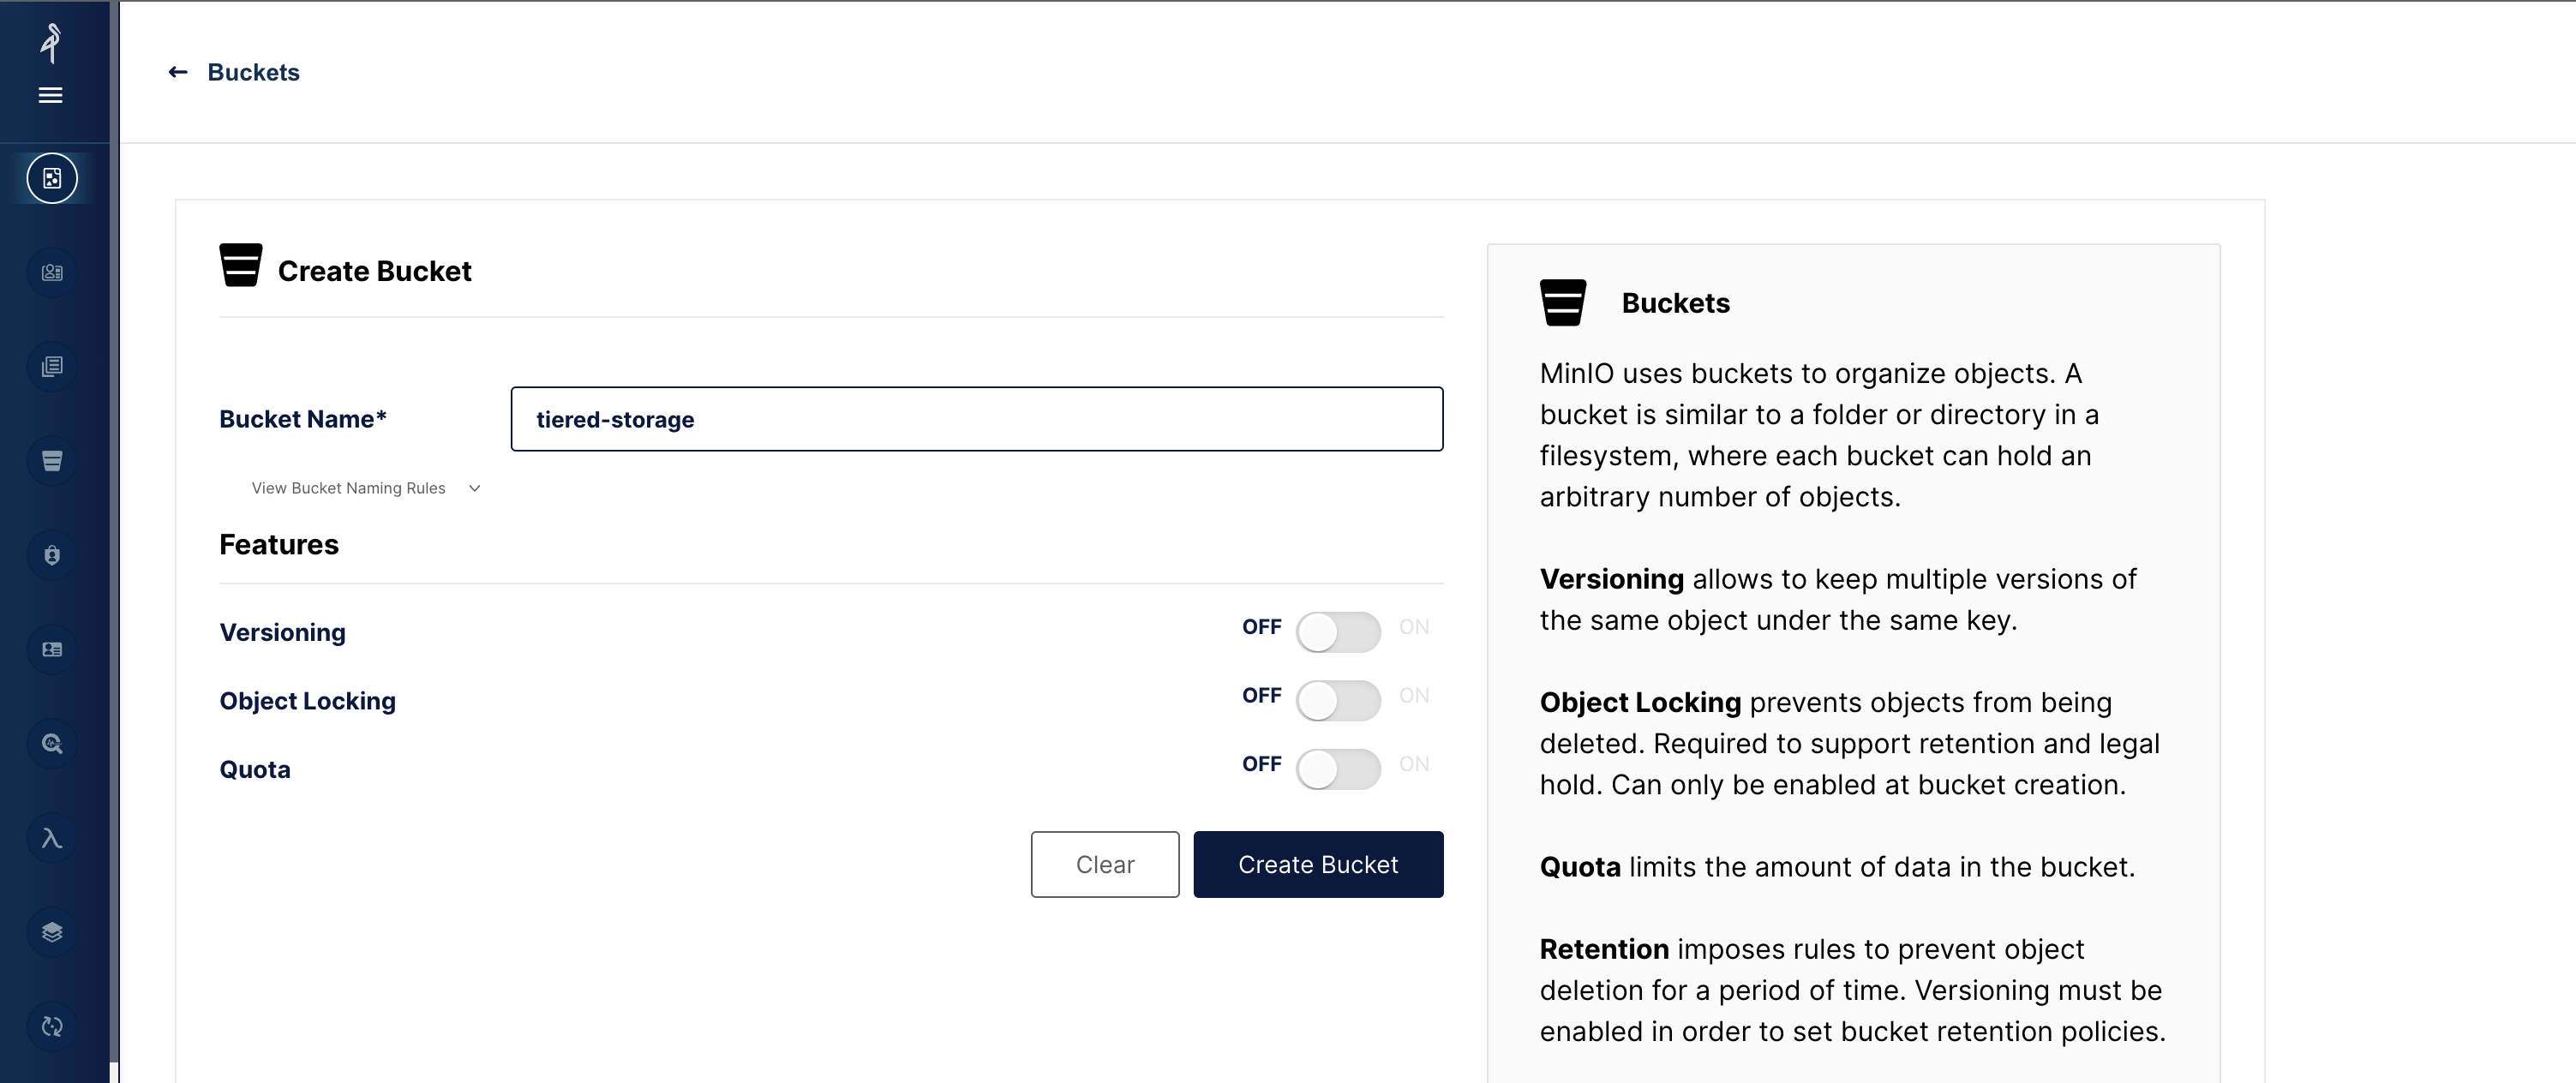 Buckets
Create Bucket
Bucket Name*
tiered-storage
View Bucket Naming Rules
Features
Versioning
OFF ON
Object Locking
OFF ON
Quota
OFF ON
Clear
Create Bucket
Buckets
MinIO uses buckets to organize objects. A
bucket is similar to a folder or directory in a
filesystem, where each bucket can hold an
arbitrary number of objects.
Versioning allows to keep multiple versions of
the same object under the same key.
Object Locking prevents objects from being
deleted. Required to support retention and legal
hold. Can only be enabled at bucket creation.
Quota limits the amount of data in the bucket.
Retention imposes rules to prevent object
deletion for a period of time. Versioning must be
enabled in order to set bucket retention policies.